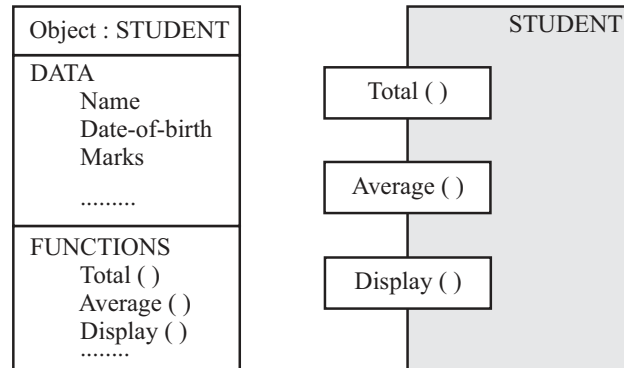 Object : STUDENT
DATA
Name
Date-of-birth
Marks
.........
FUNCTIONS
Total ( )
Average ( )
Display ( )
........
STUDENT
Total ( )
Average ( )
Display ( )